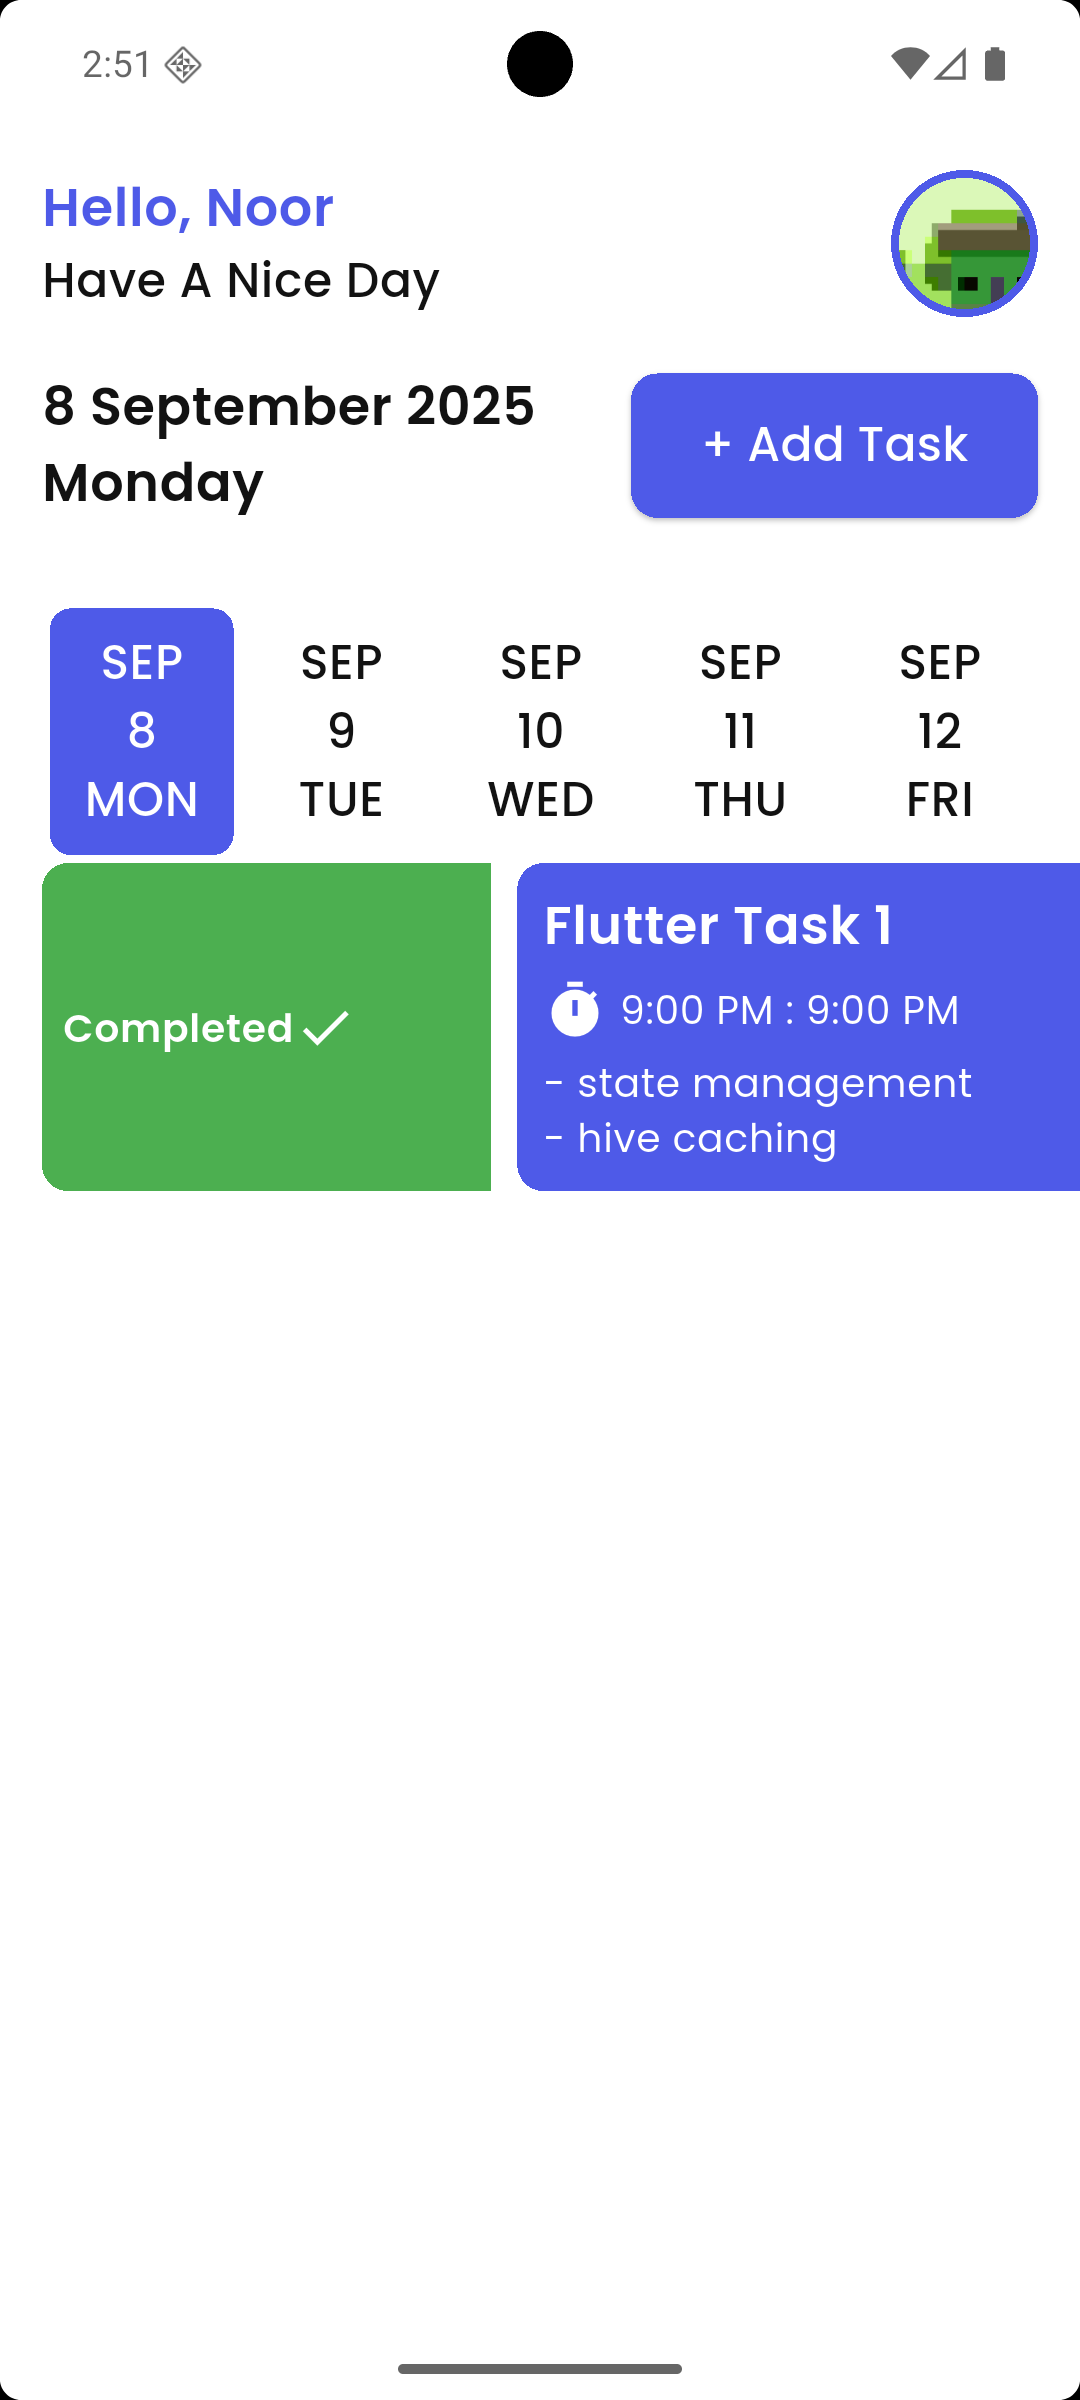 2:51
Hello, Noor
Have A Nice Day
8 September 2025
Monday
+ Add Task
SEP
8
MON
SEP
9
TUE
SEP
10
WED
SEP
11
THU
SEP
12
FRI
Completed
Flutter Task 1
9:00 PM : 9:00 PM
- state management
- hive caching